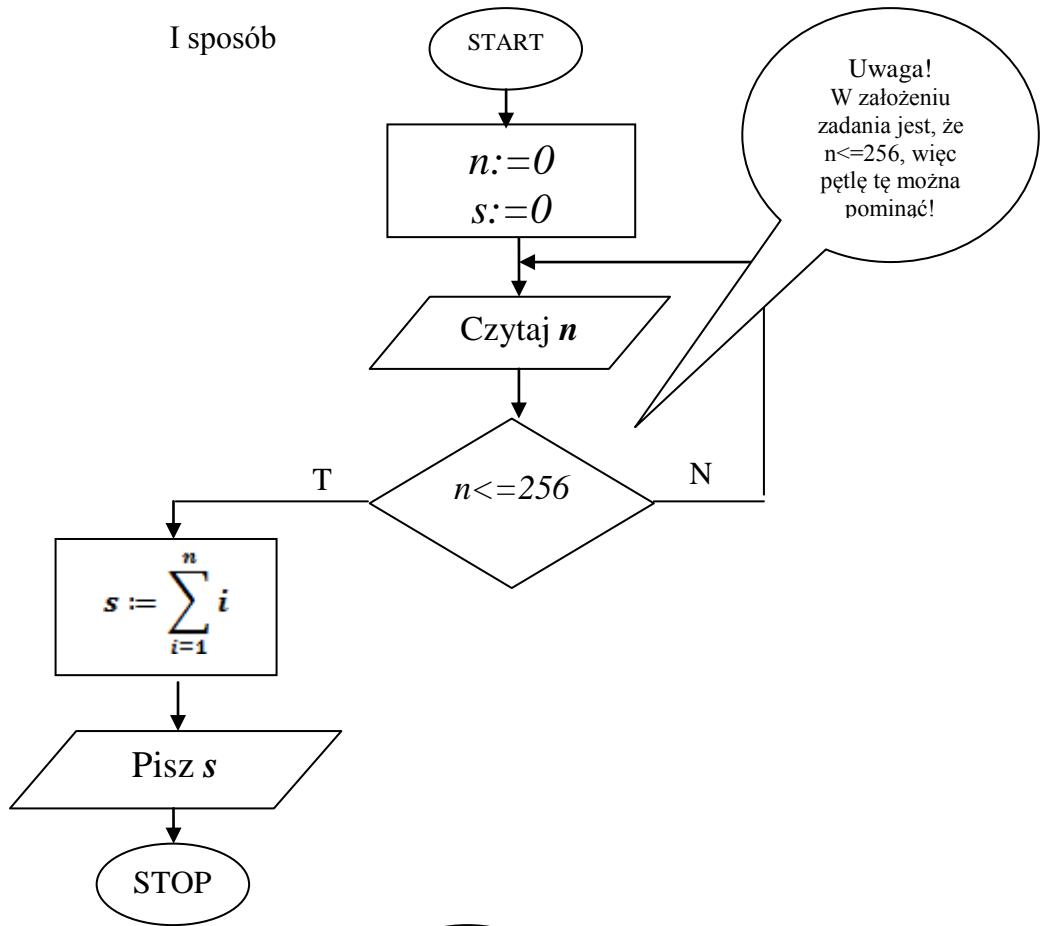 I sposób
START
Uwaga!
W założeniu
zadania jest, że
n<=256, więc
pętlę tę można
pominąć!
n:=0
s:=0
Czytaj n
n<=256
T
N
s := ∑ i
n
i=1
Pisz s
STOP